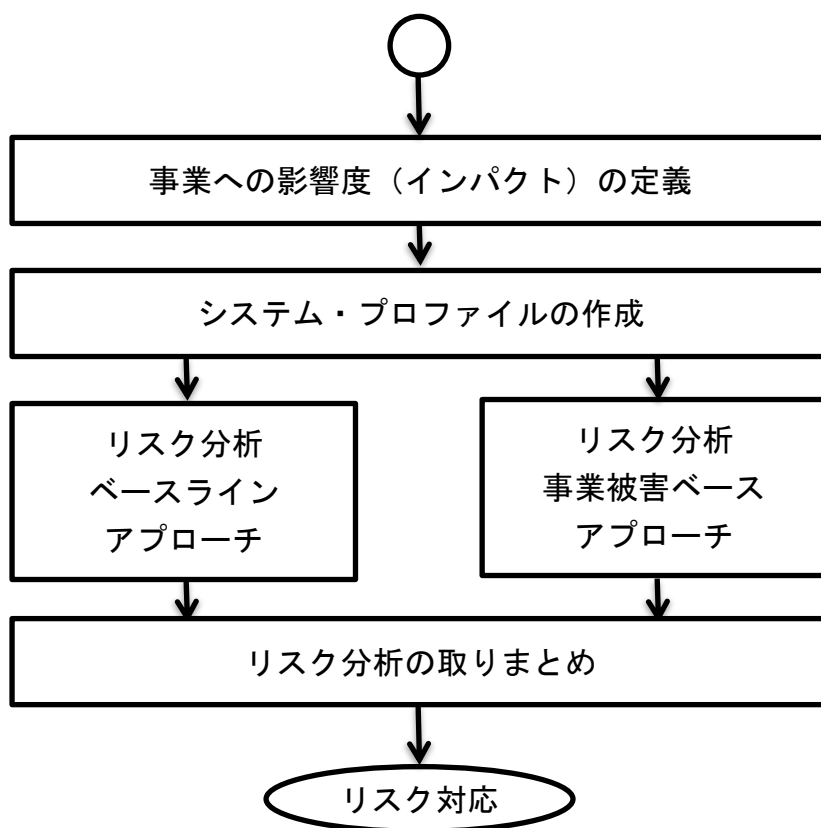 事業への影響度（インパクト）の定義
システム・プロファイルの作成
リスク分析
ベースライン
アプローチ
リスク分析
事業被害ベース
アプローチ
リスク分析の取りまとめ
リスク対応